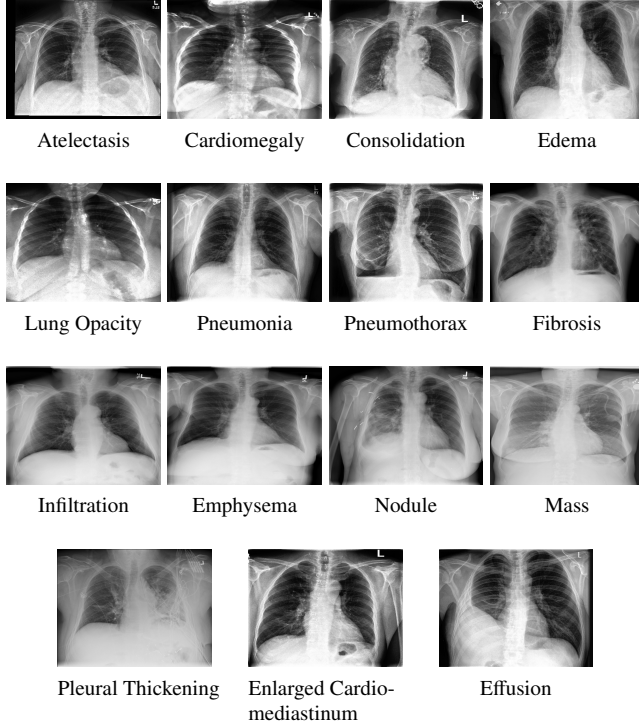 Atelectasis
Cardiomegaly
Consolidation
Edema
Lung Opacity
Pneumonia
Pneumothorax
Fibrosis
Infiltration
Emphysema
Nodule
Mass
Pleural Thickening
Enlarged Cardio-
mediastinum
Effusion
L
L
L